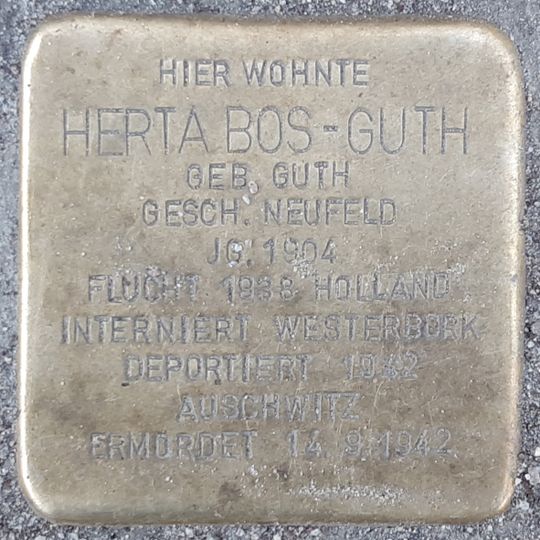 HIER WOHNTE
HERTA BOS-GUTH
GEB. GUTH
GESCH. NEUFELD
JG. 1904
FLUCHT 1938 HOLLAND
INTERNIERT WESTERBORK
DEPORTIERT 1942
AUSCHWITZ
ERMORDET 14.9.1942